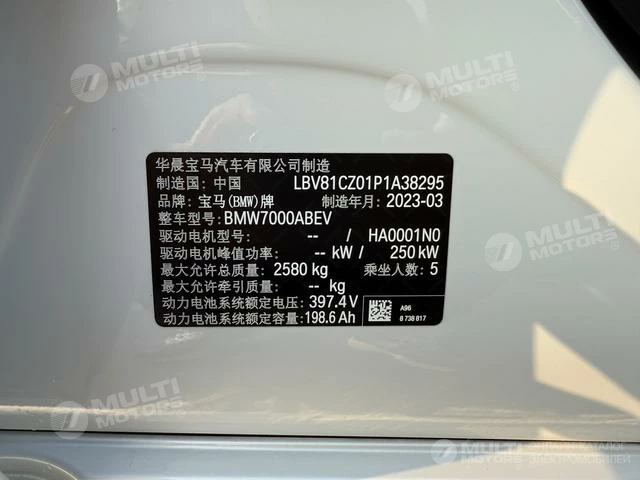 MULTI
MOTORS
MULTI
MOTORS
华晨宝马汽车有限公司制造
制造国: 中国 LBV81CZ01P1A38295
品牌: 宝马(BMW)牌 制造年月: 2023-03
整车型号: BMW7000ABEV
驱动电机型号: -- / HA0001N0
驱动电机峰值功率: -- kW / 250 kW
最大允许总质量: 2580 kg 乘坐人数: 5
最大允许牵引质量: -- kg
动力电池系统额定电压: 397.4 V
动力电池系统额定容量: 198.6 Ah
A96
8 738 817
MULTI
MOTORS
MULTI
MOTORS
MULTI
MOTORS
ЭЛЕКТРОМОБИЛЕЙ